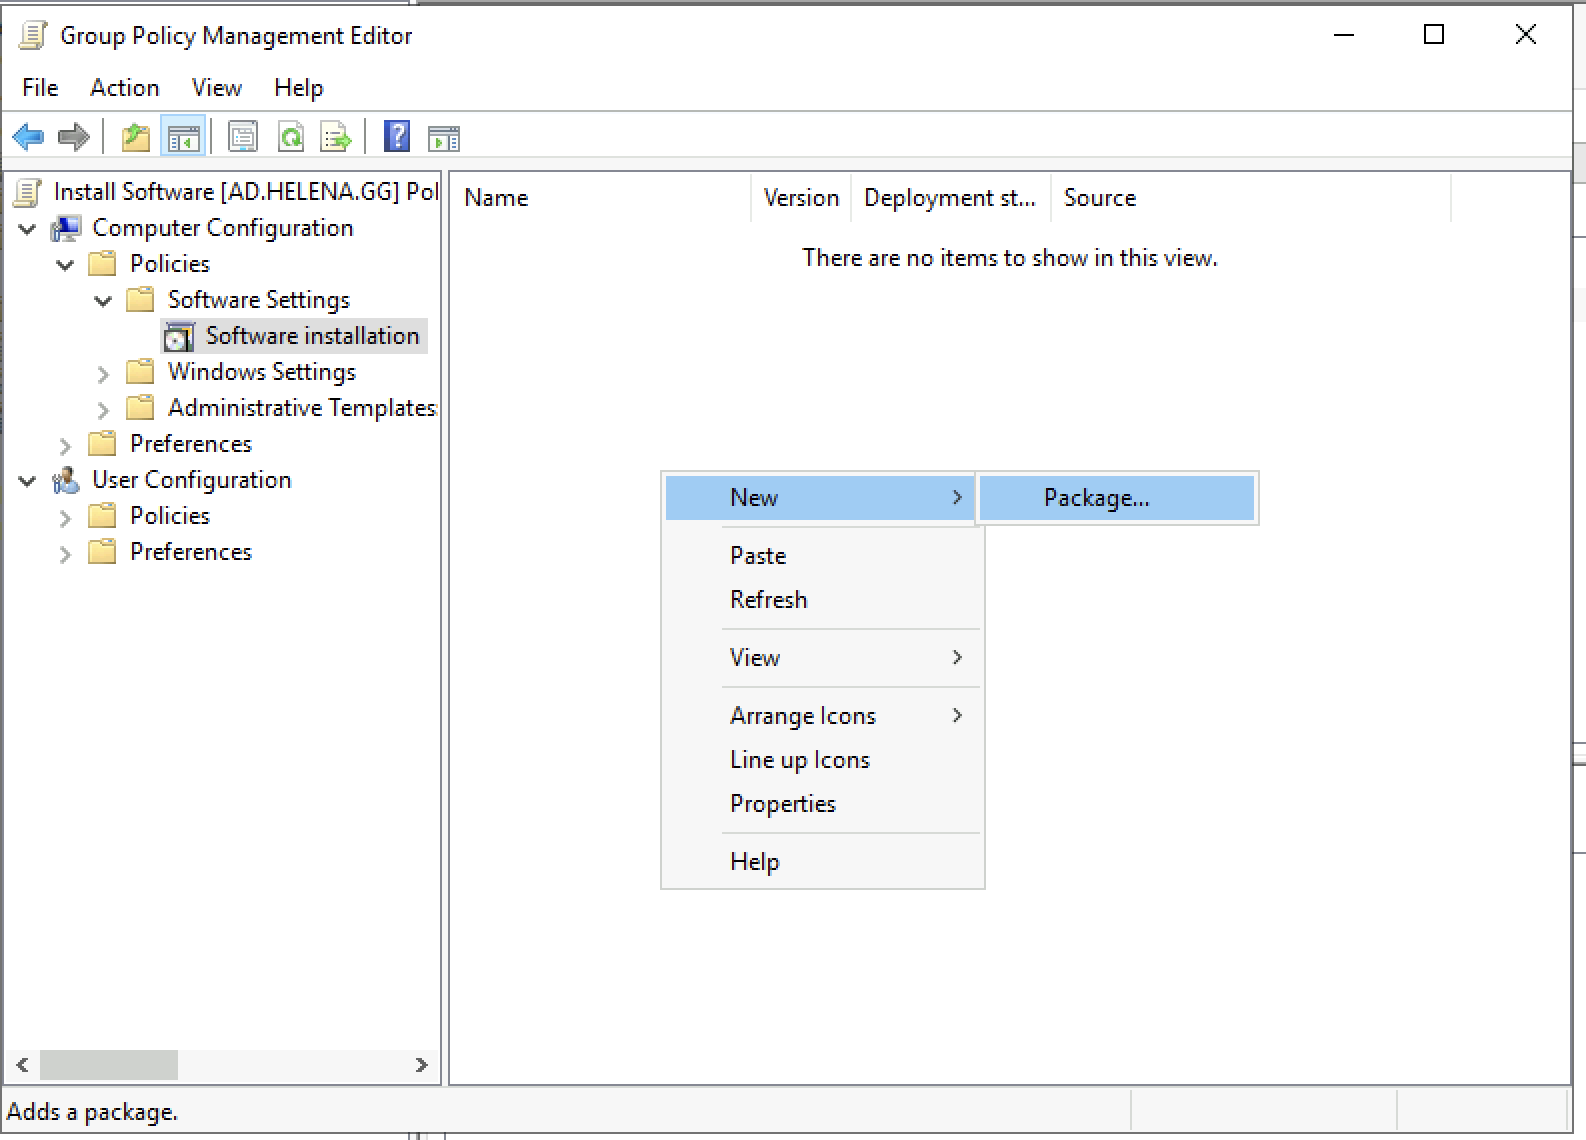 Group Policy Management Editor
File Action View Help
Install Software [AD.HELENA.GG] Pol
Computer Configuration
Policies
Software Settings
Software installation
Windows Settings
Administrative Templates
Preferences
User Configuration
Policies
Preferences
Name Version Deployment st... Source
There are no items to show in this view.
New
Package...
Paste
Refresh
View
Arrange Icons
Line up Icons
Properties
Help
Adds a package.